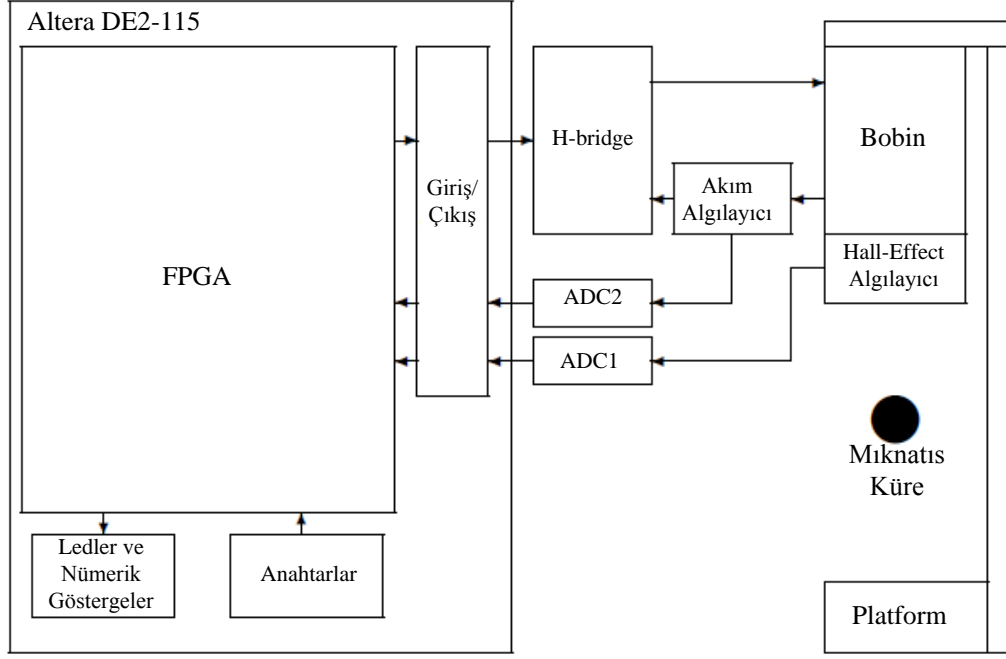 Altera DE2-115
FPGA
Giriş/
Çıkış
H-bridge
Akım
Algılayıcı
Bobin
Hall-Effect
Algılayıcı
ADC2
ADC1
Mıknatıs
Küre
Ledler ve
Nümerik
Göstergeler
Anahtarlar
Platform